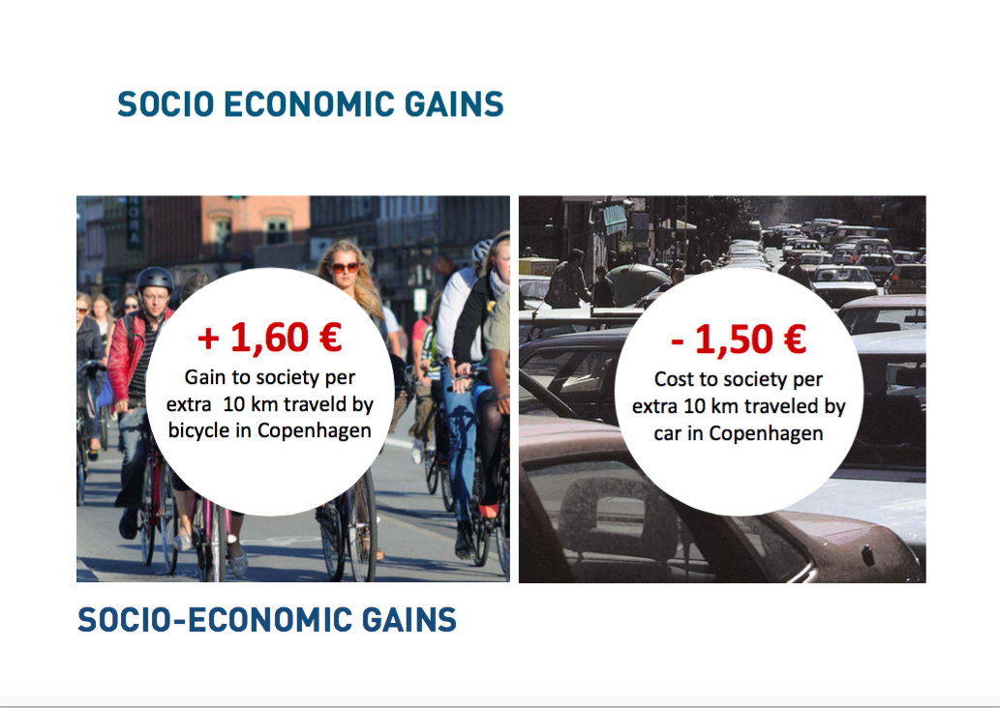 SOCIO ECONOMIC GAINS
+ 1,60 €
Gain to society per
extra 10 km traveld by
bicycle in Copenhagen
- 1,50 €
Cost to society per
extra 10 km traveled by
car in Copenhagen
SOCIO-ECONOMIC GAINS